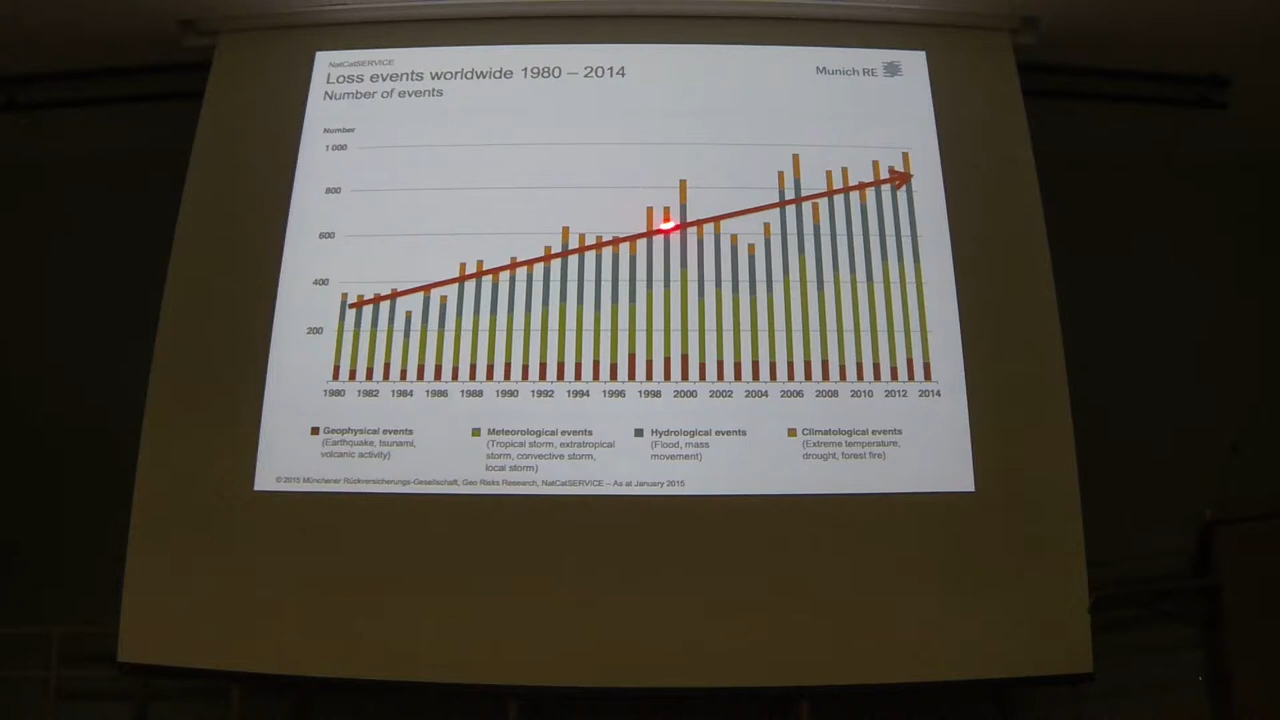 NatCatSERVICE
Loss events worldwide 1980 – 2014
Number of events
Munich RE
Number
1 000
800
600
400
200
1980 1982 1984 1986 1988 1990 1992 1994 1996 1998 2000 2002 2004 2006 2008 2010 2012 2014
Geophysical events
(Earthquake, tsunami,
volcanic activity)
Meteorological events
(Tropical storm, extratropical
storm, convective storm,
local storm)
Hydrological events
(Flood, mass
movement)
Climatological events
(Extreme temperature,
drought, forest fire)
© 2015 Münchener Rückversicherungs-Gesellschaft, Geo Risks Research, NatCatSERVICE – As at January 2015